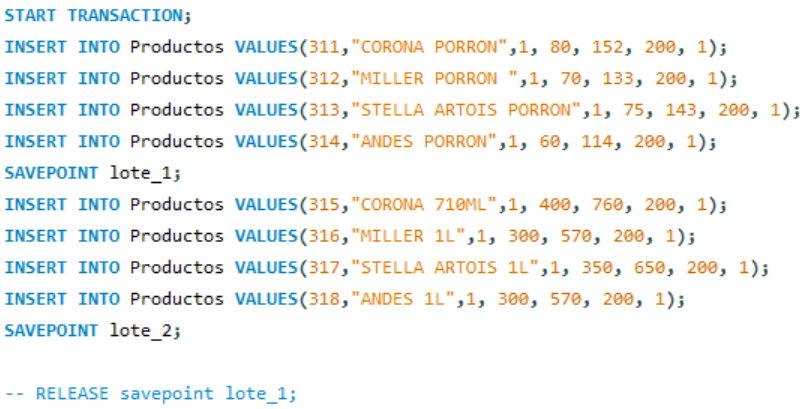 START TRANSACTION;
INSERT INTO Productos VALUES(311,"CORONA PORRON",1, 80, 152, 200, 1);
INSERT INTO Productos VALUES(312,"MILLER PORRON ",1, 70, 133, 200, 1);
INSERT INTO Productos VALUES(313,"STELLA ARTOIS PORRON",1, 75, 143, 200, 1);
INSERT INTO Productos VALUES(314,"ANDES PORRON",1, 60, 114, 200, 1);
SAVEPOINT lote_1;
INSERT INTO Productos VALUES(315,"CORONA 710ML",1, 400, 760, 200, 1);
INSERT INTO Productos VALUES(316,"MILLER 1L",1, 300, 570, 200, 1);
INSERT INTO Productos VALUES(317,"STELLA ARTOIS 1L",1, 350, 650, 200, 1);
INSERT INTO Productos VALUES(318,"ANDES 1L",1, 300, 570, 200, 1);
SAVEPOINT lote_2;
-- RELEASE savepoint lote_1;